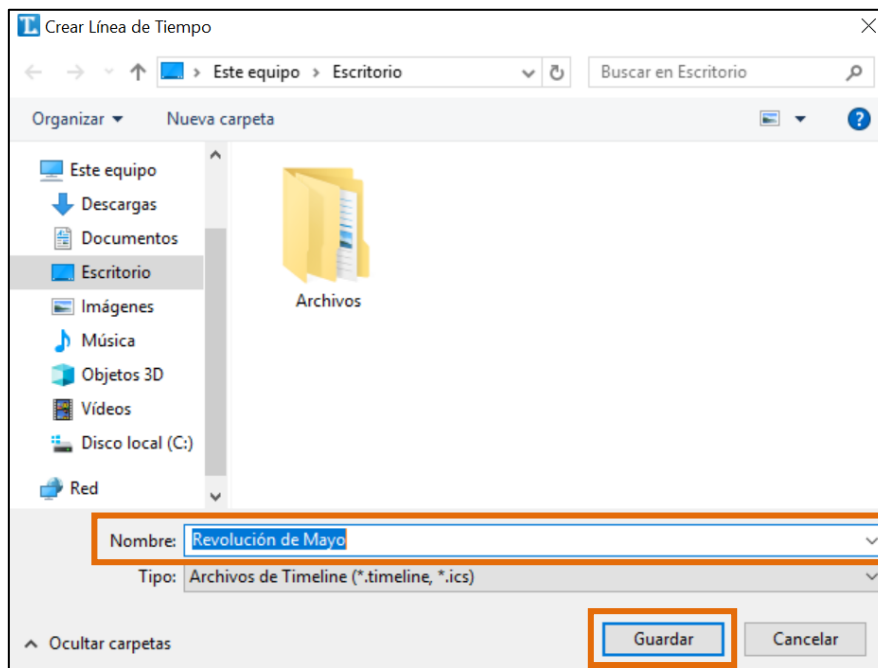 Crear Línea de Tiempo
Este equipo > Escritorio
Buscar en Escritorio
Organizar
Nueva carpeta
Este equipo
Descargas
Documentos
Escritorio
Imágenes
Música
Objetos 3D
Vídeos
Disco local (C:)
Red
Archivos
Nombre: Revolución de Mayo
Tipo: Archivos de Timeline (*.timeline, *.ics)
Ocultar carpetas
Guardar
Cancelar